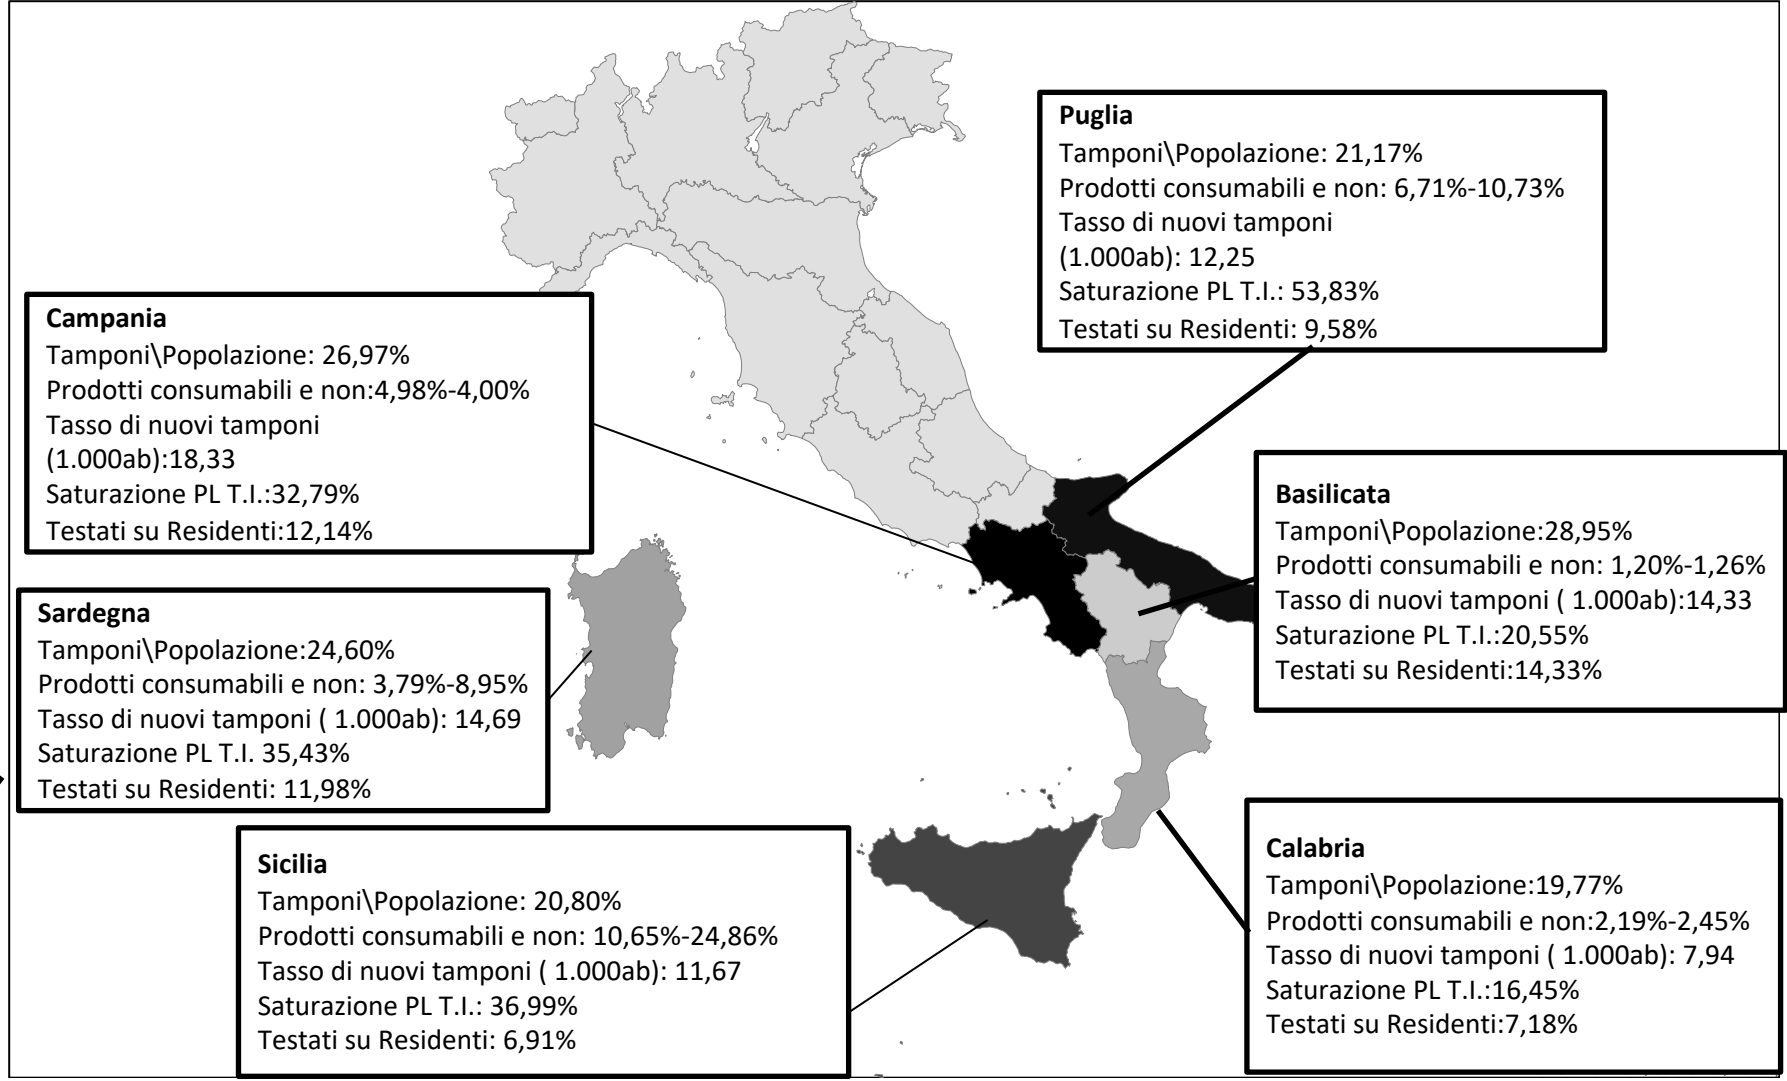 Puglia
Tamponi\Popolazione: 21,17%
Prodotti consumabili e non: 6,71%-10,73%
Tasso di nuovi tamponi
(1.000ab): 12,25
Saturazione PL T.I.: 53,83%
Testati su Residenti: 9,58%
Campania
Tamponi\Popolazione: 26,97%
Prodotti consumabili e non:4,98%-4,00%
Tasso di nuovi tamponi
(1.000ab):18,33
Saturazione PL T.I.:32,79%
Testati su Residenti:12,14%
Basilicata
Tamponi\Popolazione:28,95%
Prodotti consumabili e non: 1,20%-1,26%
Tasso di nuovi tamponi ( 1.000ab):14,33
Saturazione PL T.I.:20,55%
Testati su Residenti:14,33%
Sardegna
Tamponi\Popolazione:24,60%
Prodotti consumabili e non: 3,79%-8,95%
Tasso di nuovi tamponi ( 1.000ab): 14,69
Saturazione PL T.I. 35,43%
Testati su Residenti: 11,98%
Sicilia
Tamponi\Popolazione: 20,80%
Prodotti consumabili e non: 10,65%-24,86%
Tasso di nuovi tamponi ( 1.000ab): 11,67
Saturazione PL T.I.: 36,99%
Testati su Residenti: 6,91%
Calabria
Tamponi\Popolazione:19,77%
Prodotti consumabili e non:2,19%-2,45%
Tasso di nuovi tamponi ( 1.000ab): 7,94
Saturazione PL T.I.:16,45%
Testati su Residenti:7,18%